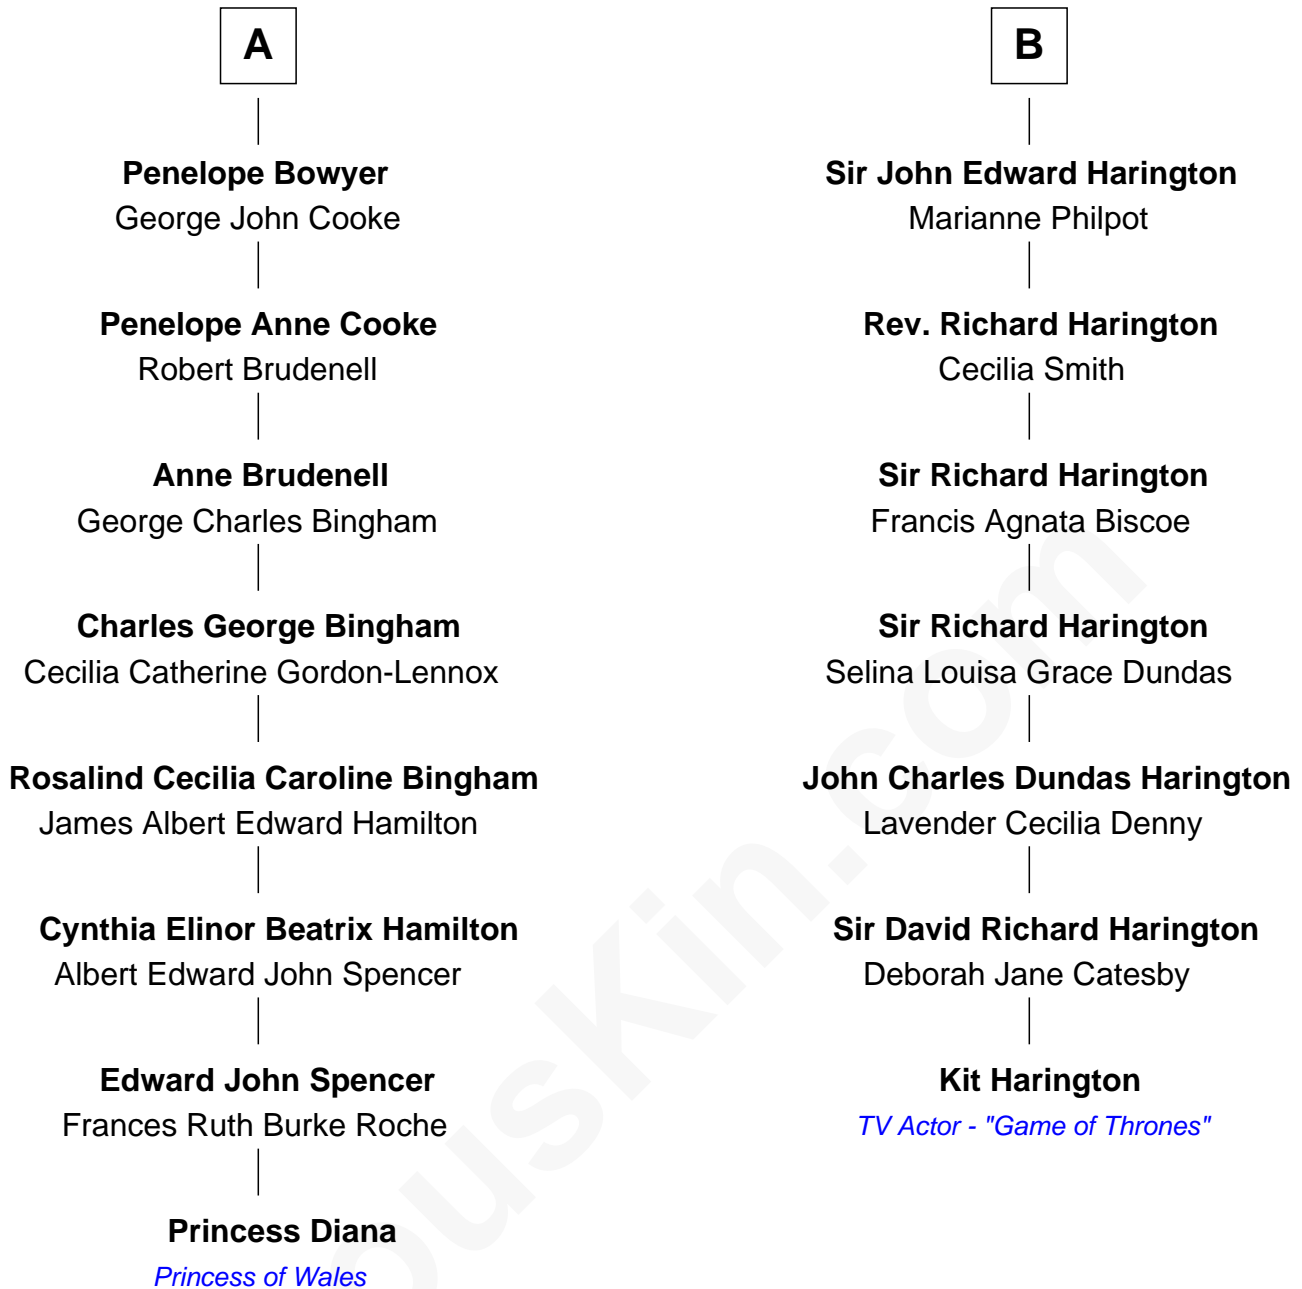 A
Penelope Bowyer
George John Cooke
Penelope Anne Cooke
Robert Brudenell
Anne Brudenell
George Charles Bingham
Charles George Bingham
Cecilia Catherine Gordon-Lennox
Rosalind Cecilia Caroline Bingham
James Albert Edward Hamilton
Cynthia Elinor Beatrix Hamilton
Albert Edward John Spencer
Edward John Spencer
Frances Ruth Burke Roche
Princess Diana
Princess of Wales
B
Sir John Edward Harington
Marianne Philpot
Rev. Richard Harington
Cecilia Smith
Sir Richard Harington
Francis Agnata Biscoe
Sir Richard Harington
Selina Louisa Grace Dundas
John Charles Dundas Harington
Lavender Cecilia Denny
Sir David Richard Harington
Deborah Jane Catesby
Kit Harington
TV Actor - "Game of Thrones"
ousKin.com